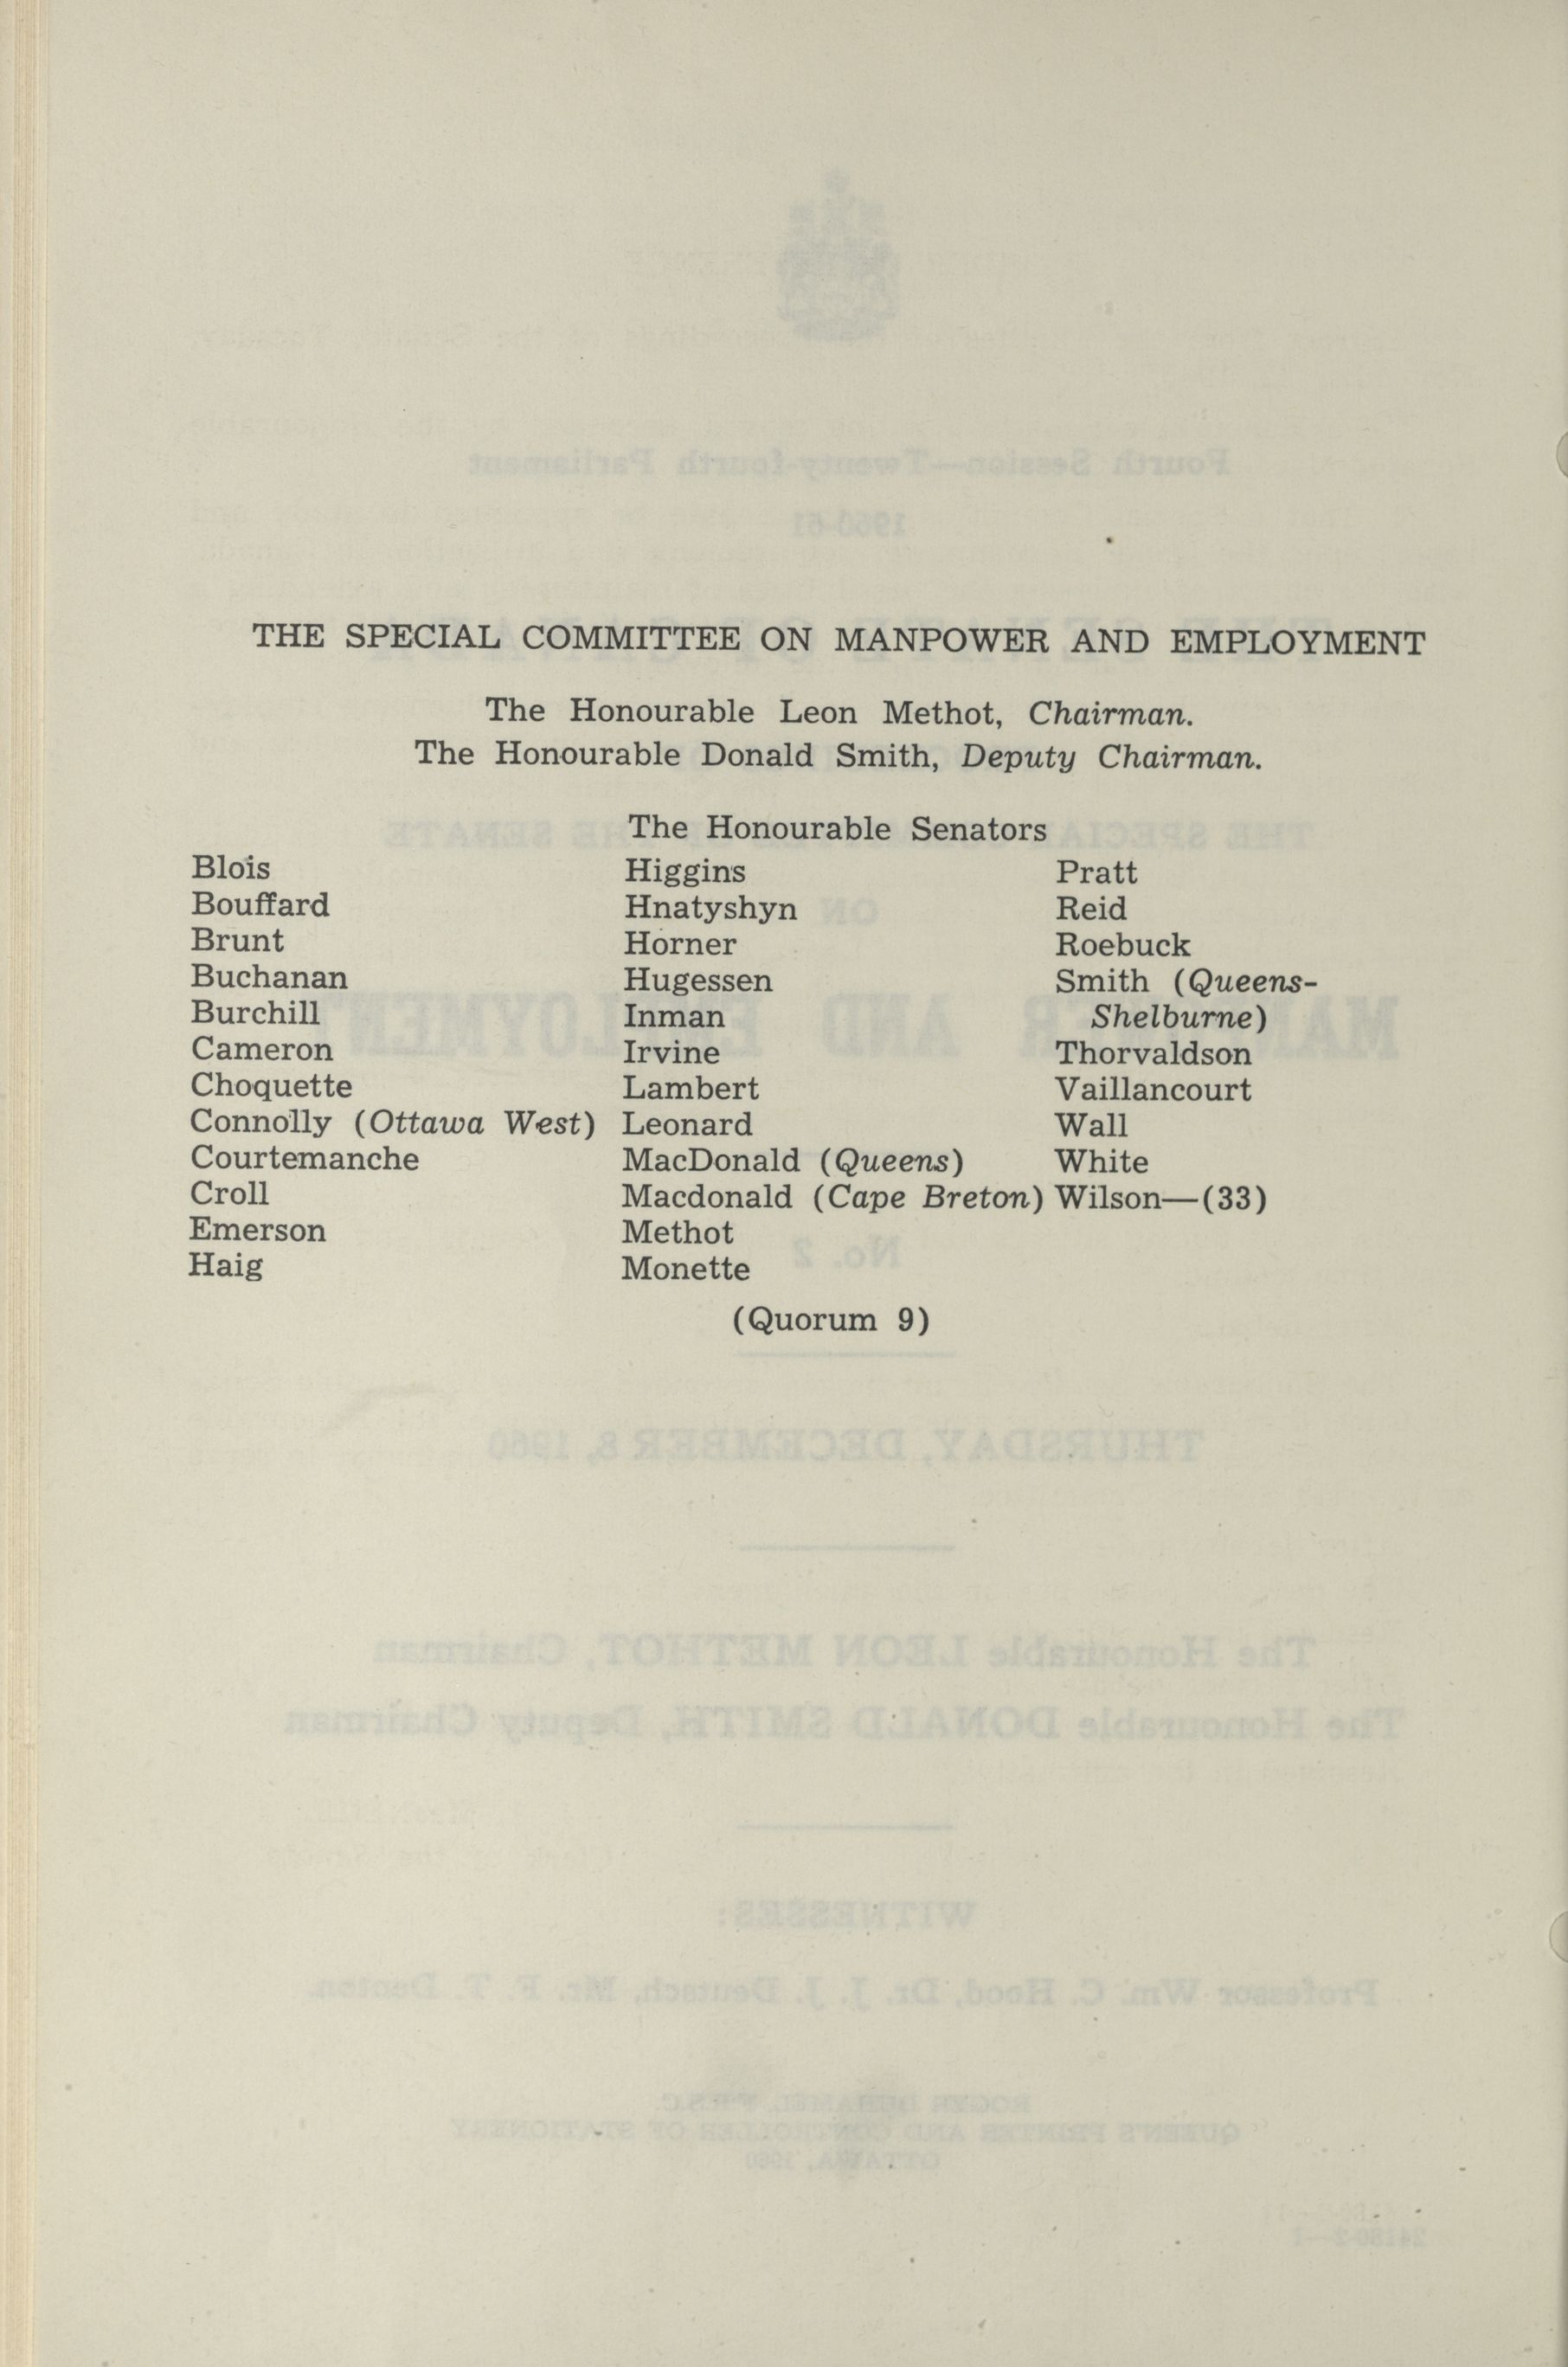 THE SPECIAL COMMITTEE ON MANPOWER AND EMPLOYMENT
The Honourable Leon Methot, Chairman.
The Honourable Donald Smith, Deputy Chairman.
The Honourable Senators
Blois
Bouffard
Brunt
Buchanan
Burchill
Cameron
Choquette
Connolly (Ottawa West)
Courtemanche
Croll
Emerson
Haig
Higgins
Hnatyshyn
Horner
Hugessen
Inman
Irvine
Lambert
Leonard
MacDonald (Queens)
Macdonald (Cape Breton)
Methot
Monette
Pratt
Reid
Roebuck
Smith (Queens-
Shelburne)
Thorvaldson
Vaillancourt
Wall
White
Wilson—(33)
(Quorum 9)